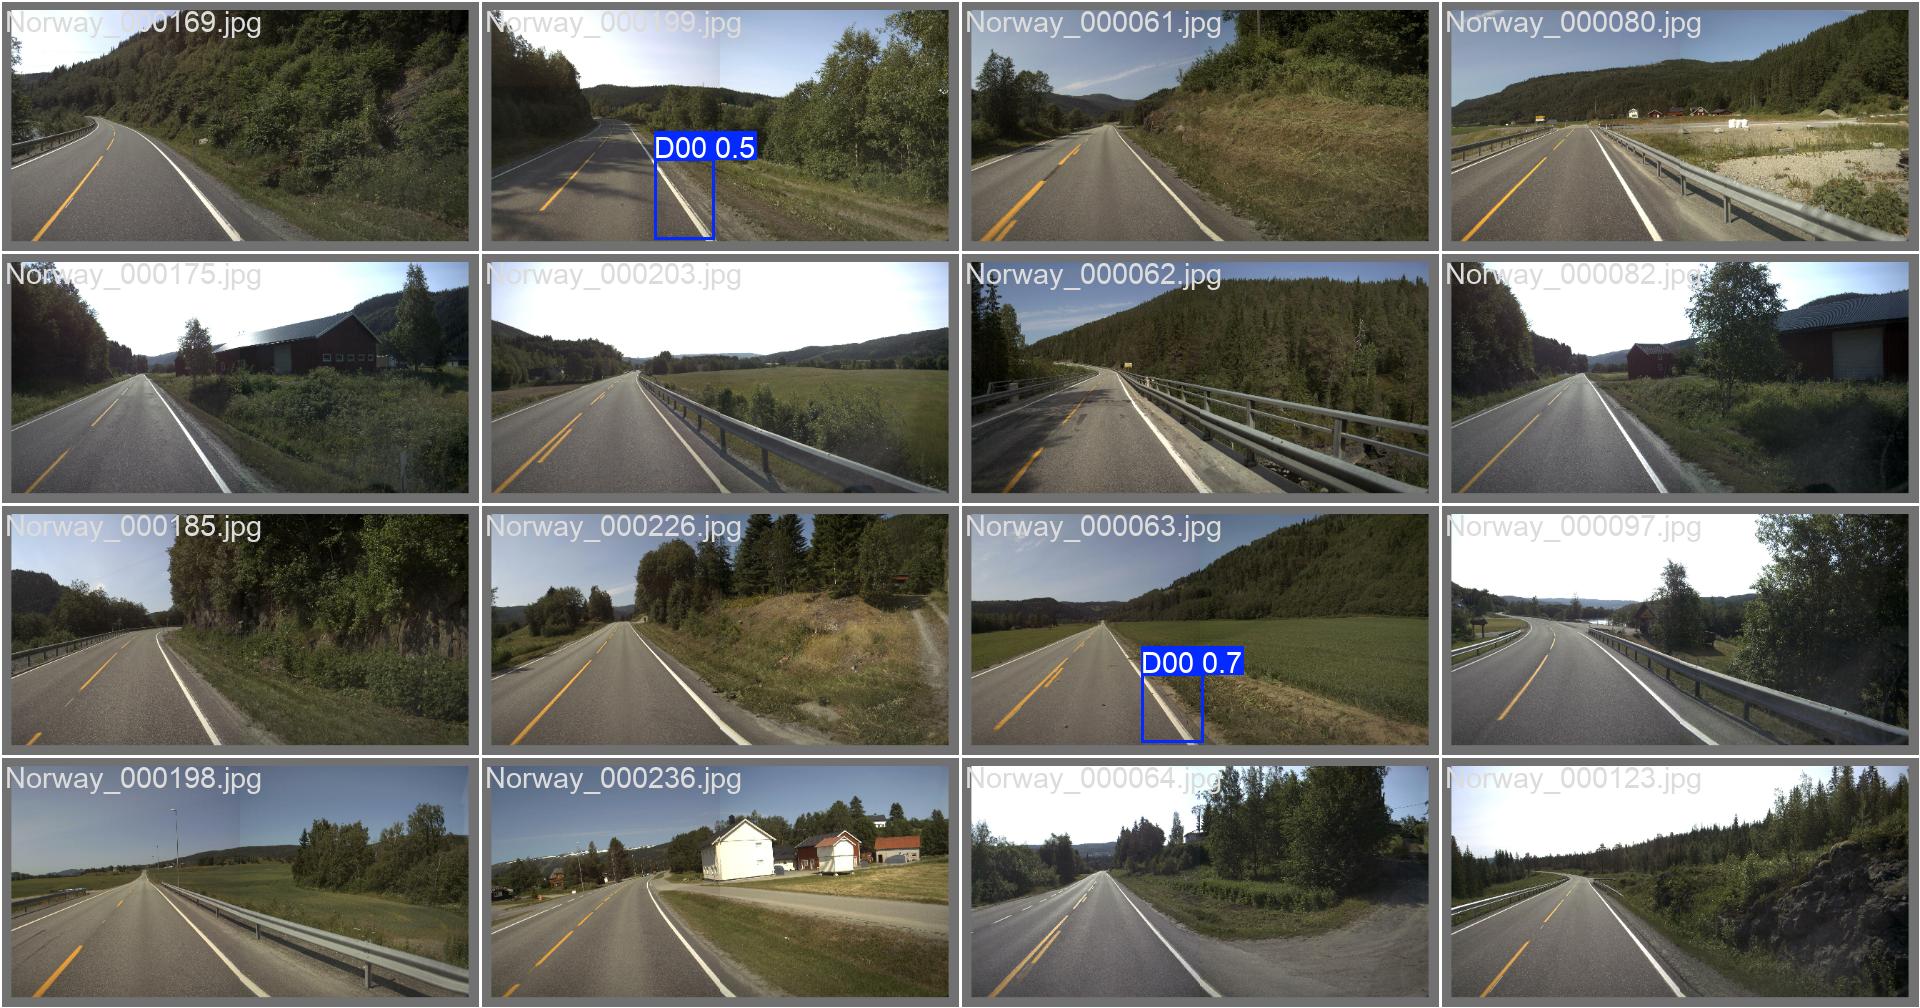 Norway_000169.jpg
Norway_000199.jpg
Norway_000061.jpg
Norway_000080.jpg
D00 0.5
Norway_000175.jpg
Norway_000203.jpg
Norway_000062.jpg
Norway_000082.jpg
Norway_000185.jpg
Norway_000226.jpg
Norway_000063.jpg
Norway_000097.jpg
D00 0.7
Norway_000198.jpg
Norway_000236.jpg
Norway_000064.jpg
Norway_000123.jpg